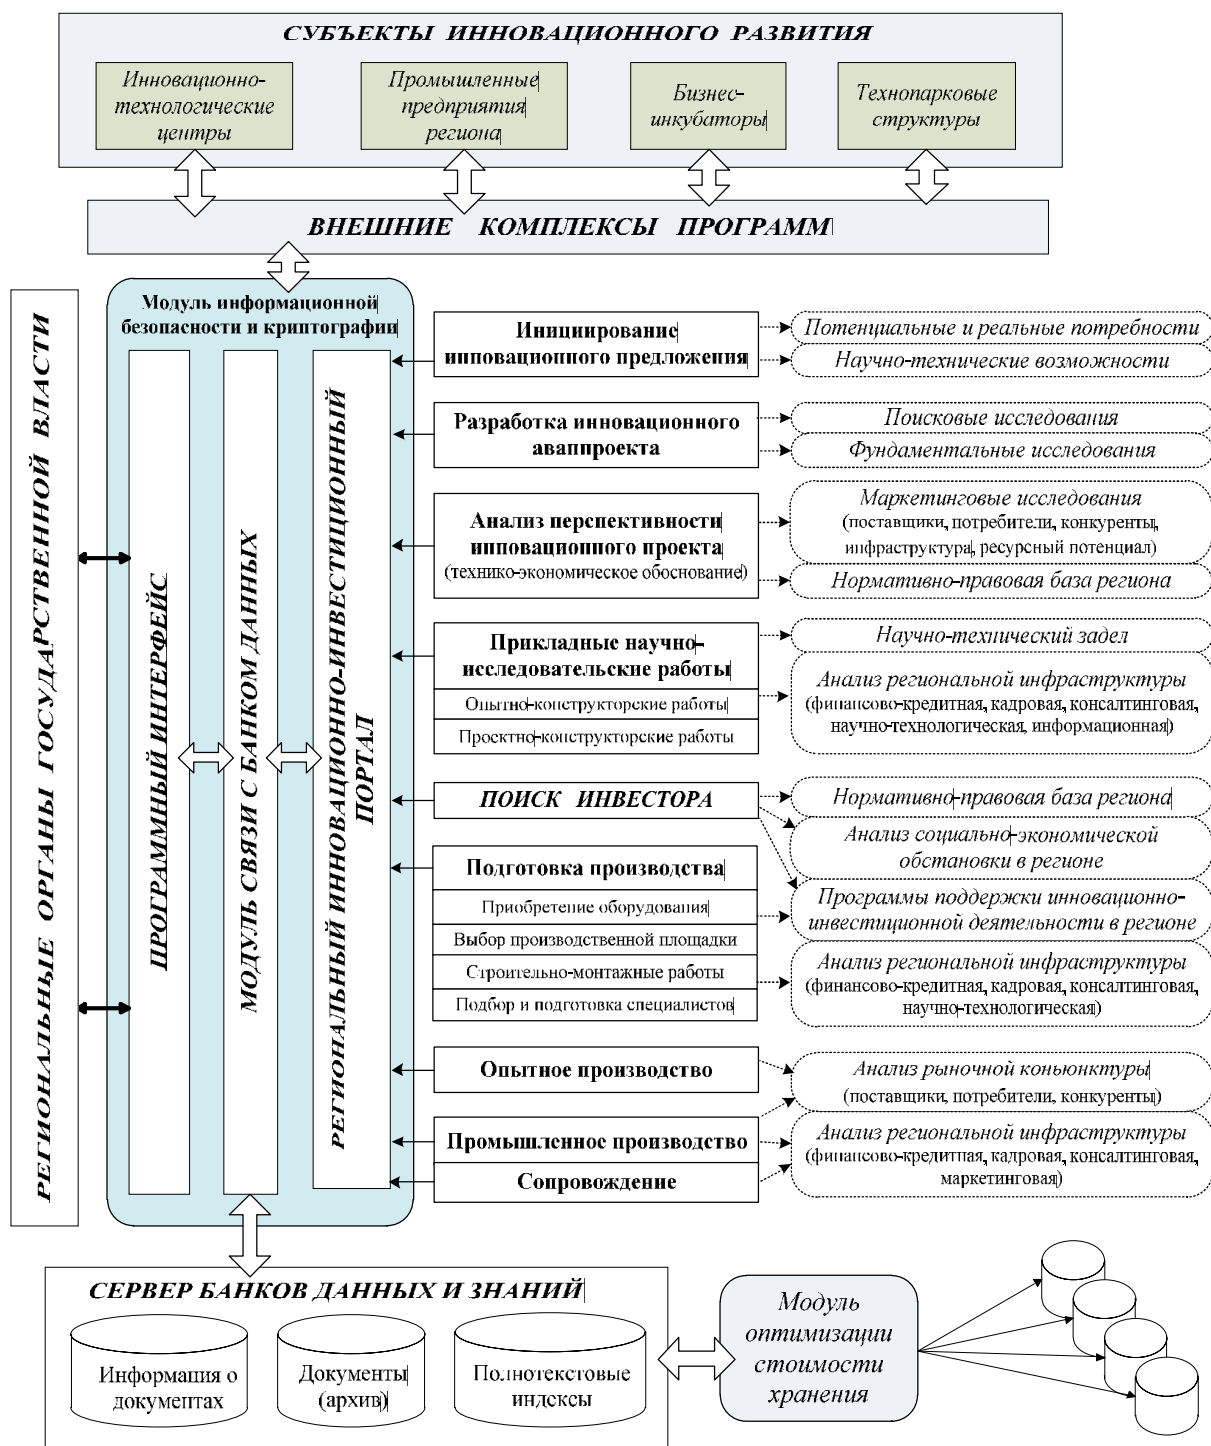 СУБЪЕКТЫ ИННОВАЦИОННОГО РАЗВИТИЯ
Инновационно-
технологические
центры
Промышленные
предприятия
региона
Бизнес-
инкубаторы
Технопарковые
структуры
ВНЕШНИЕ КОМПЛЕКСЫ ПРОГРАММ
РЕГИОНАЛЬНЫЕ ОРГАНЫ ГОСУДАРСТВЕННОЙ ВЛАСТИ
Модуль информационной
безопасности и криптографии
ПРОГРАММНЫЙ ИНТЕРФЕЙС
МОДУЛЬ СВЯЗИ С БАНКОМ ДАННЫХ
РЕГИОНАЛЬНЫЙ ИННОВАЦИОННО-ИНВЕСТИЦИОННЫЙ
ПОРТАЛ
Инициирование
инновационного предложения
Потенциальные и реальные потребности
Научно-технические возможности
Разработка инновационного
аваппроекта
Поисковые исследования
Фундаментальные исследования
Анализ перспективности
инновационного проекта
(технико-экономическое обоснование)
Маркетинговые исследования
(поставщики, потребители, конкуренты,
инфраструктура, ресурсный потенциал)
Нормативно-правовая база региона
Прикладные научно-
исследовательские работы
Опытно-конструкторские работы
Проектно-конструкторские работы
Научно-технический задел
Анализ региональной инфраструктуры
(финансово-кредитная, кадровая, консалтинговая,
научно-технологическая, информационная)
ПОИСК ИНВЕСТОРА
Нормативно-правовая база региона
Анализ социально-экономической
обстановки в регионе
Подготовка производства
Приобретение оборудования
Выбор производственной площадки
Строительно-монтажные работы
Подбор и подготовка специалистов
Программы поддержки инновационно-
инвестиционной деятельности в регионе
Анализ региональной инфраструктуры
(финансово-кредитная, кадровая, консалтинговая,
научно-технологическая)
Опытное производство
Анализ рыночной коньюнктуры
(поставщики, потребители, конкуренты)
Промышленное производство
Сопровождение
Анализ региональной инфраструктуры
(финансово-кредитная, кадровая, консалтинговая,
маркетинговая)
СЕРВЕР БАНКОВ ДАННЫХ И ЗНАНИЙ
Информация о
документах
Документы
(архив)
Полнотекстовые
индексы
Модуль
оптимизации
стоимости
хранения